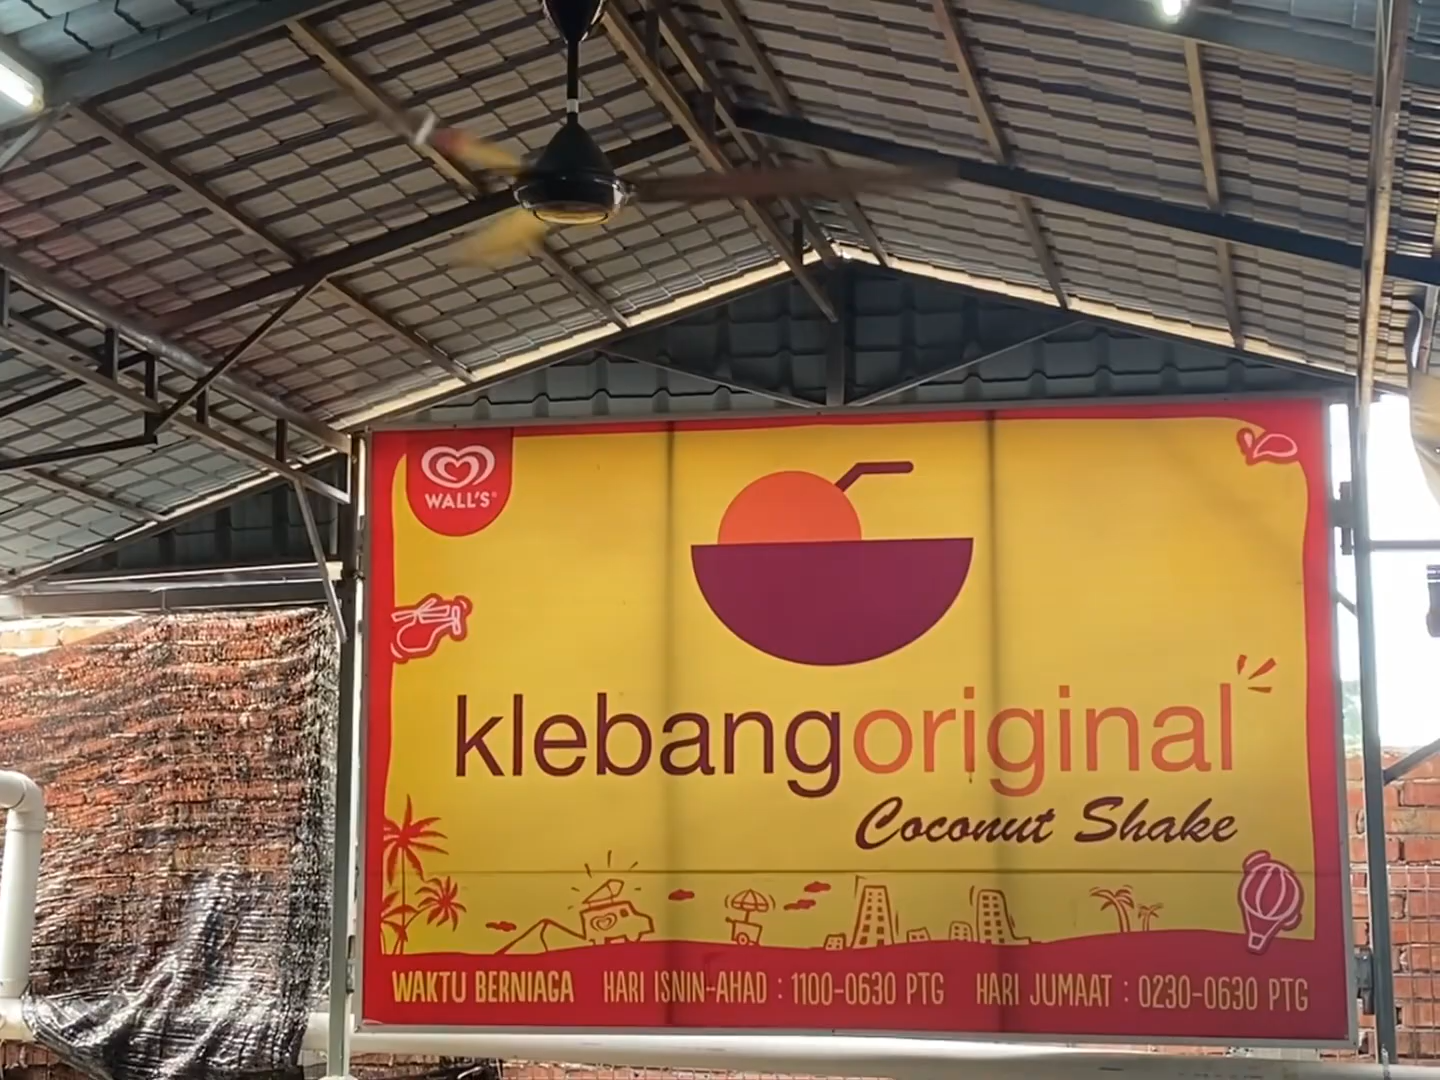 WALL'S
klebangoriginal
Coconut Shake
WAKTU BERNIAGA HARI ISNIN-AHAD : 1100-0630 PTG HARI JUMAAT : 0230-0630 PTG